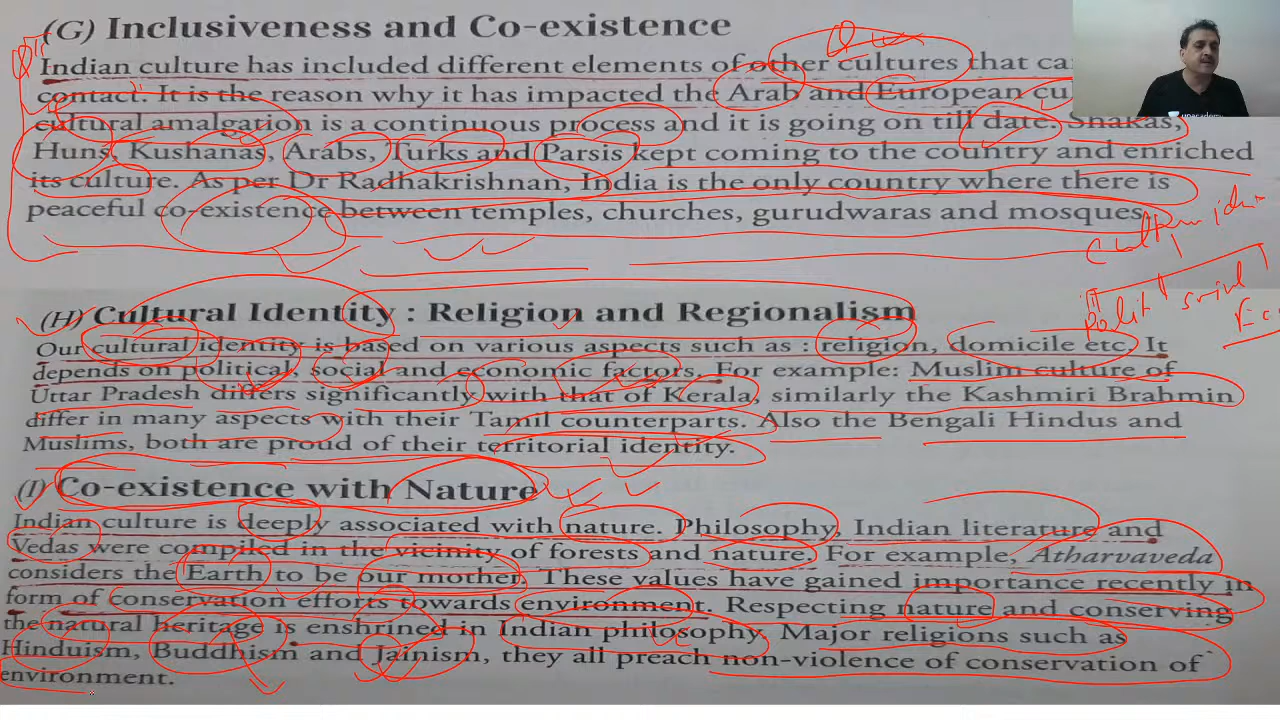 (G) Inclusiveness and Co-existence
Indian culture has included different elements of other cultures that ca
contact. It is the reason why it has impacted the Arab and European cu
cultural amalgation is a continuous process and it is going on till date. Shakas,
Huns, Kushanas, Arabs, Turks and Parsis kept coming to the country and enriched
its culture. As per Dr Radhakrishnan, India is the only country where there is
peaceful co-existence between temples, churches, gurudwaras and mosques.
(H) Cultural Identity : Religion and Regionalism
Our cultural identity is based on various aspects such as : religion, domicile etc. It
depends on political, social and economic factors. For example: Muslim culture of
Uttar Pradesh differs significantly with that of Kerala, similarly the Kashmiri Brahmin
differ in many aspects with their Tamil counterparts. Also the Bengali Hindus and
Muslims, both are proud of their territorial identity.
(I) Co-existence with Nature
Indian culture is deeply associated with nature. Philosophy, Indian literature and
Vedas were compiled in the vicinity of forests and nature. For example, Atharvaveda
considers the Earth to be our mother. These values have gained importance recently in
form of conservation efforts towards environment. Respecting nature and conserving
the natural heritage is enshrined in Indian philosophy. Major religions such as
Hinduism, Buddhism and Jainism, they all preach non-violence of conservation of
environment.